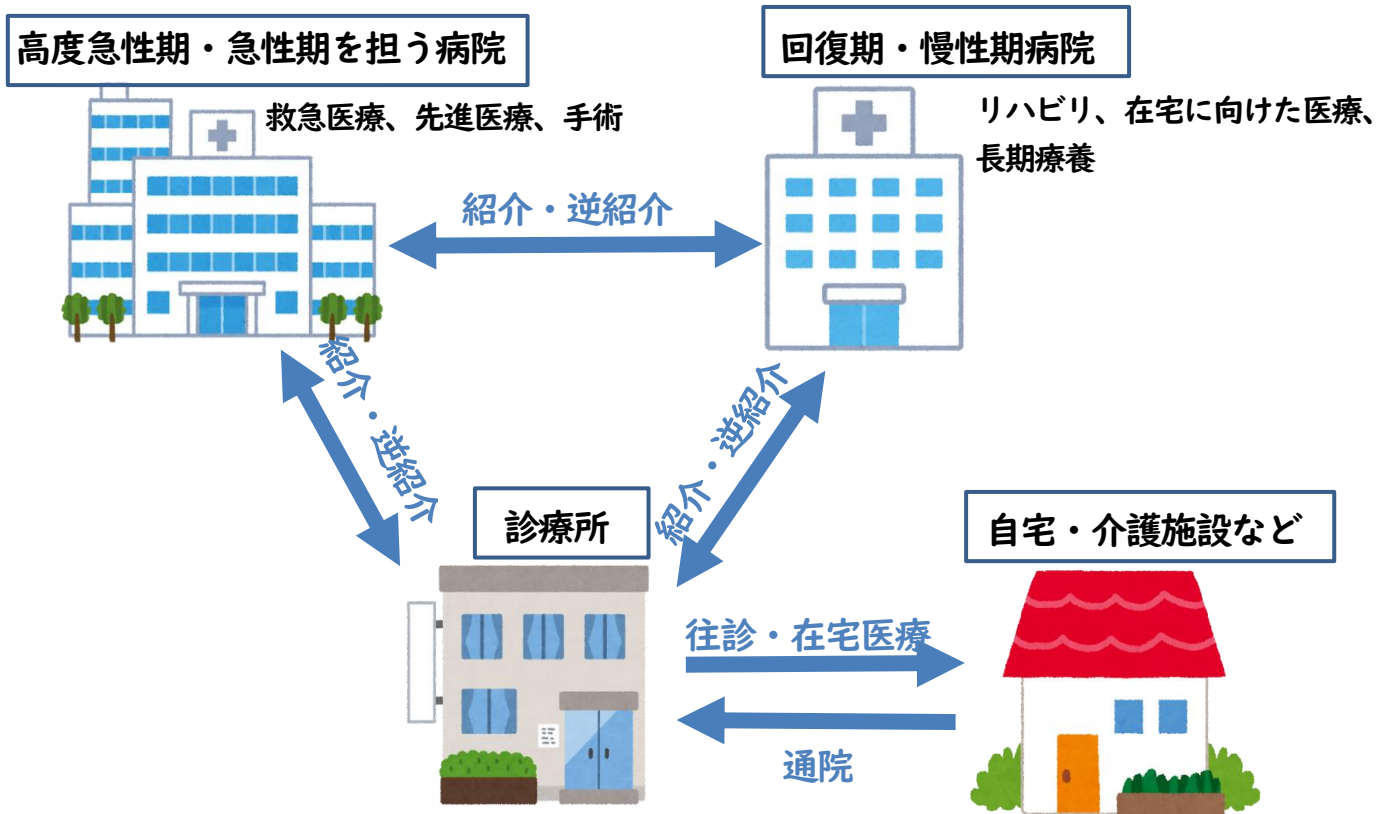 高度急性期・急性期を担う病院
救急医療、先進医療、手術
回復期・慢性期病院
リハビリ、在宅に向けた医療、
長期療養
紹介・逆紹介
紹介・逆紹介
紹介・逆紹介
診療所
自宅・介護施設など
往診・在宅医療
通院